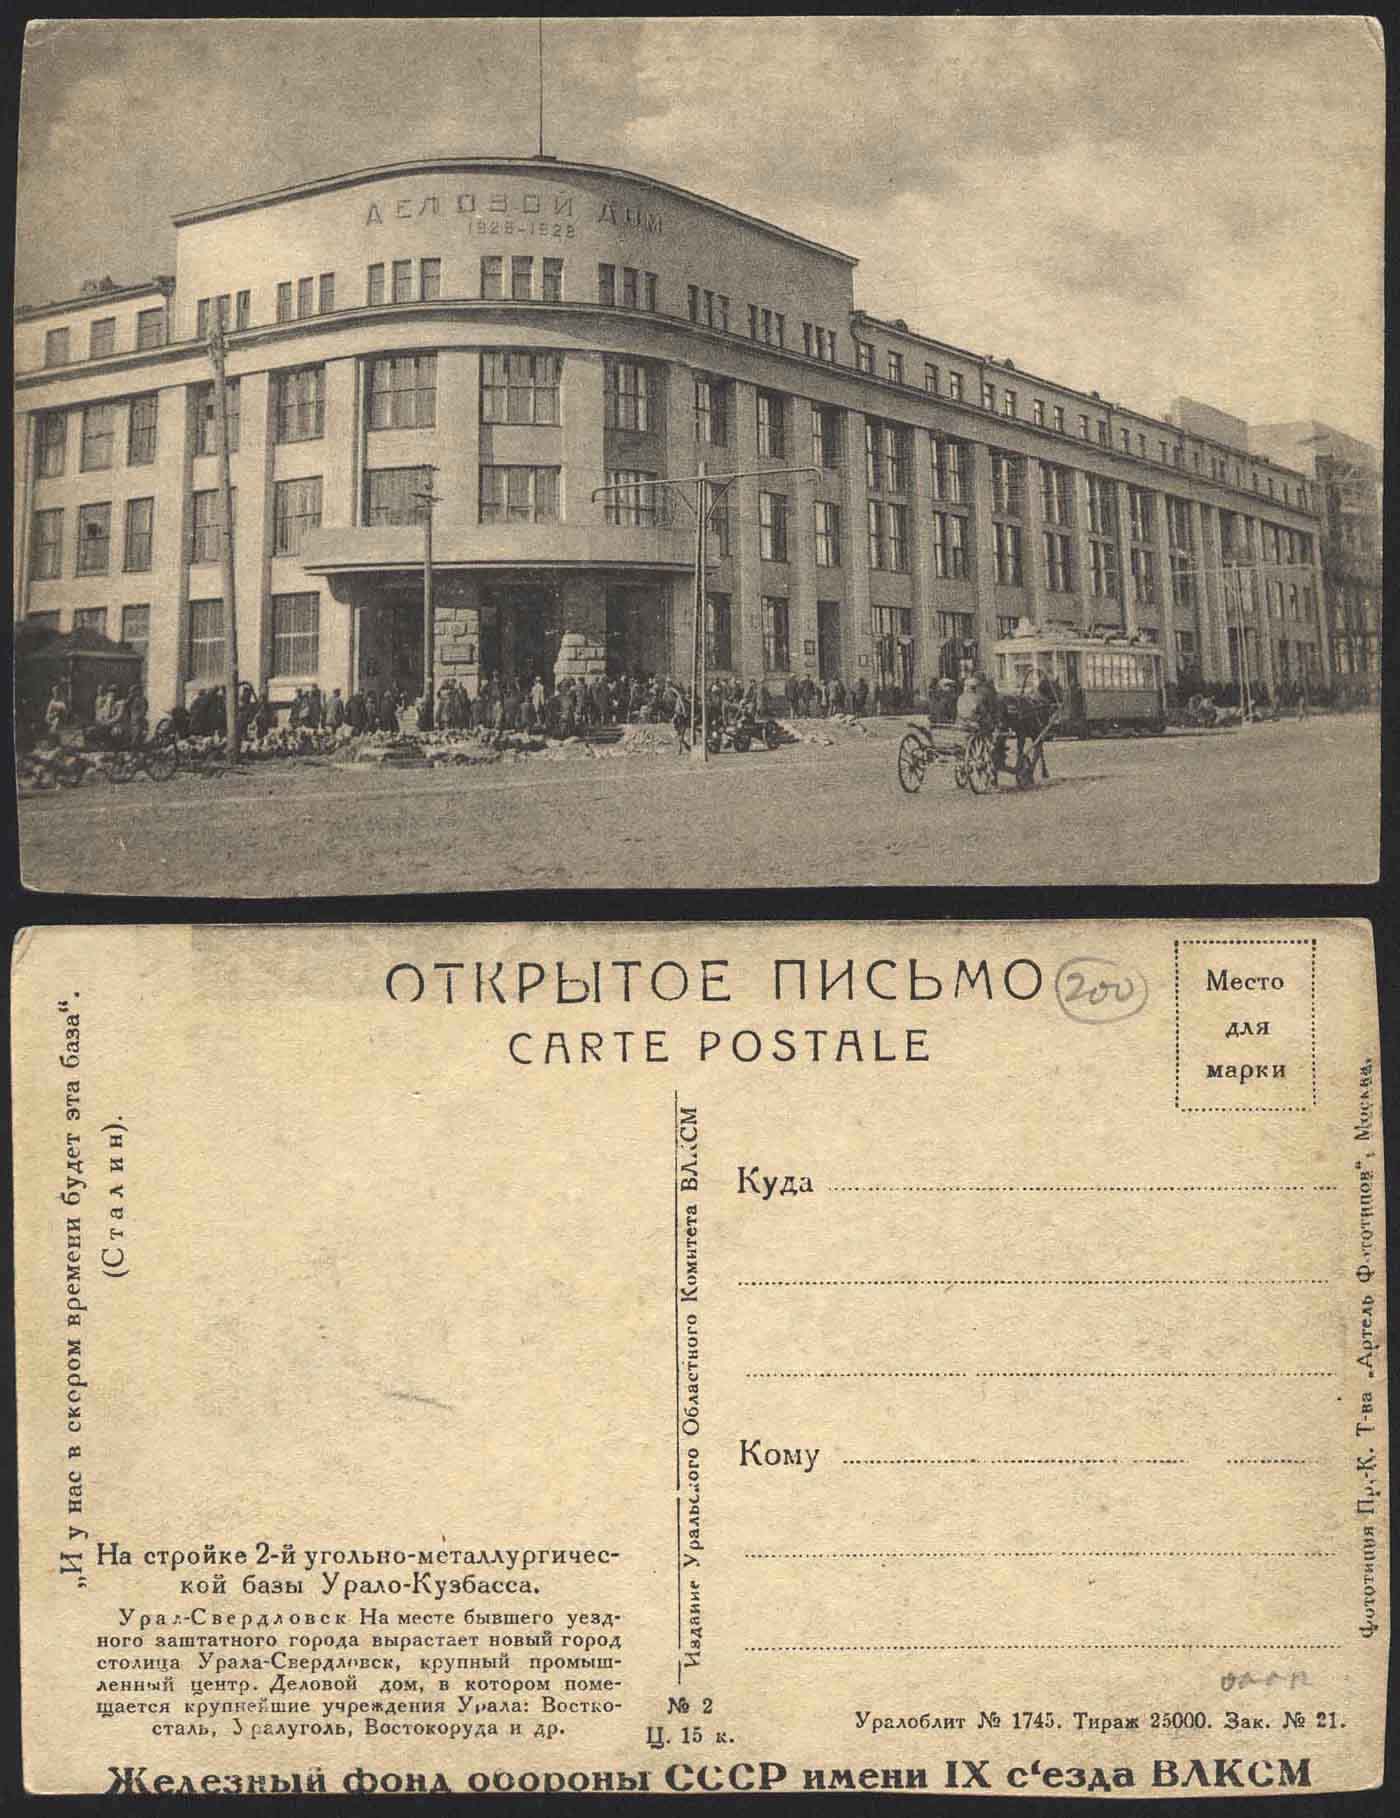 ДЕЛОВОЙ ДОМ
1926-1928
ОТКРЫТОЕ ПИСЬМО
200
CARTE POSTALE
Место
для
марки
„И у нас в скором времени будет эта база“.
(Сталин).
Издание Уральского Областного Комитета ВЛКСМ
Куда
Кому
Фототипия Пр.-К. Т-ва „Артель Фототипов“, Москва.
На стройке 2-й угольно-металлургичес-
кой базы Урало-Кузбасса.
Урал-Свердловск На месте бывшего уезд-
ного заштатного города вырастает новый город
столица Урала-Свердловск, крупный промыш-
ленный центр. Деловой дом, в котором поме-
щается крупнейшие учреждения Урала: Востко-
сталь, Уралуголь, Востокоруда и др.
№ 2
Ц. 15 к.
Уралоблит № 1745. Тираж 25000. Зак. № 21.
Железный фонд обороны СССР имени IX с‘езда ВЛКСМ